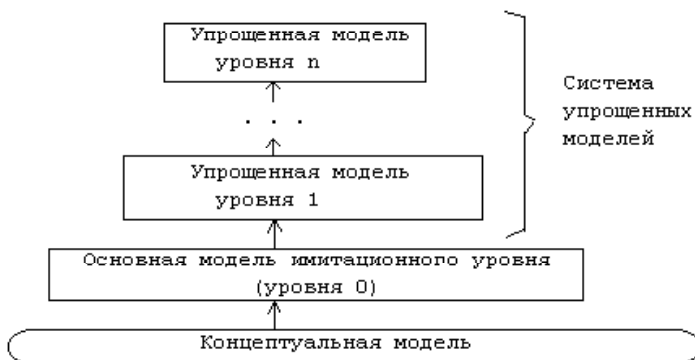 Упрощенная модель
уровня n
Система
упрощенных
моделей
. . .
Упрощенная модель
уровня 1
Основная модель имитационного уровня
(уровня 0)
Концептуальная модель